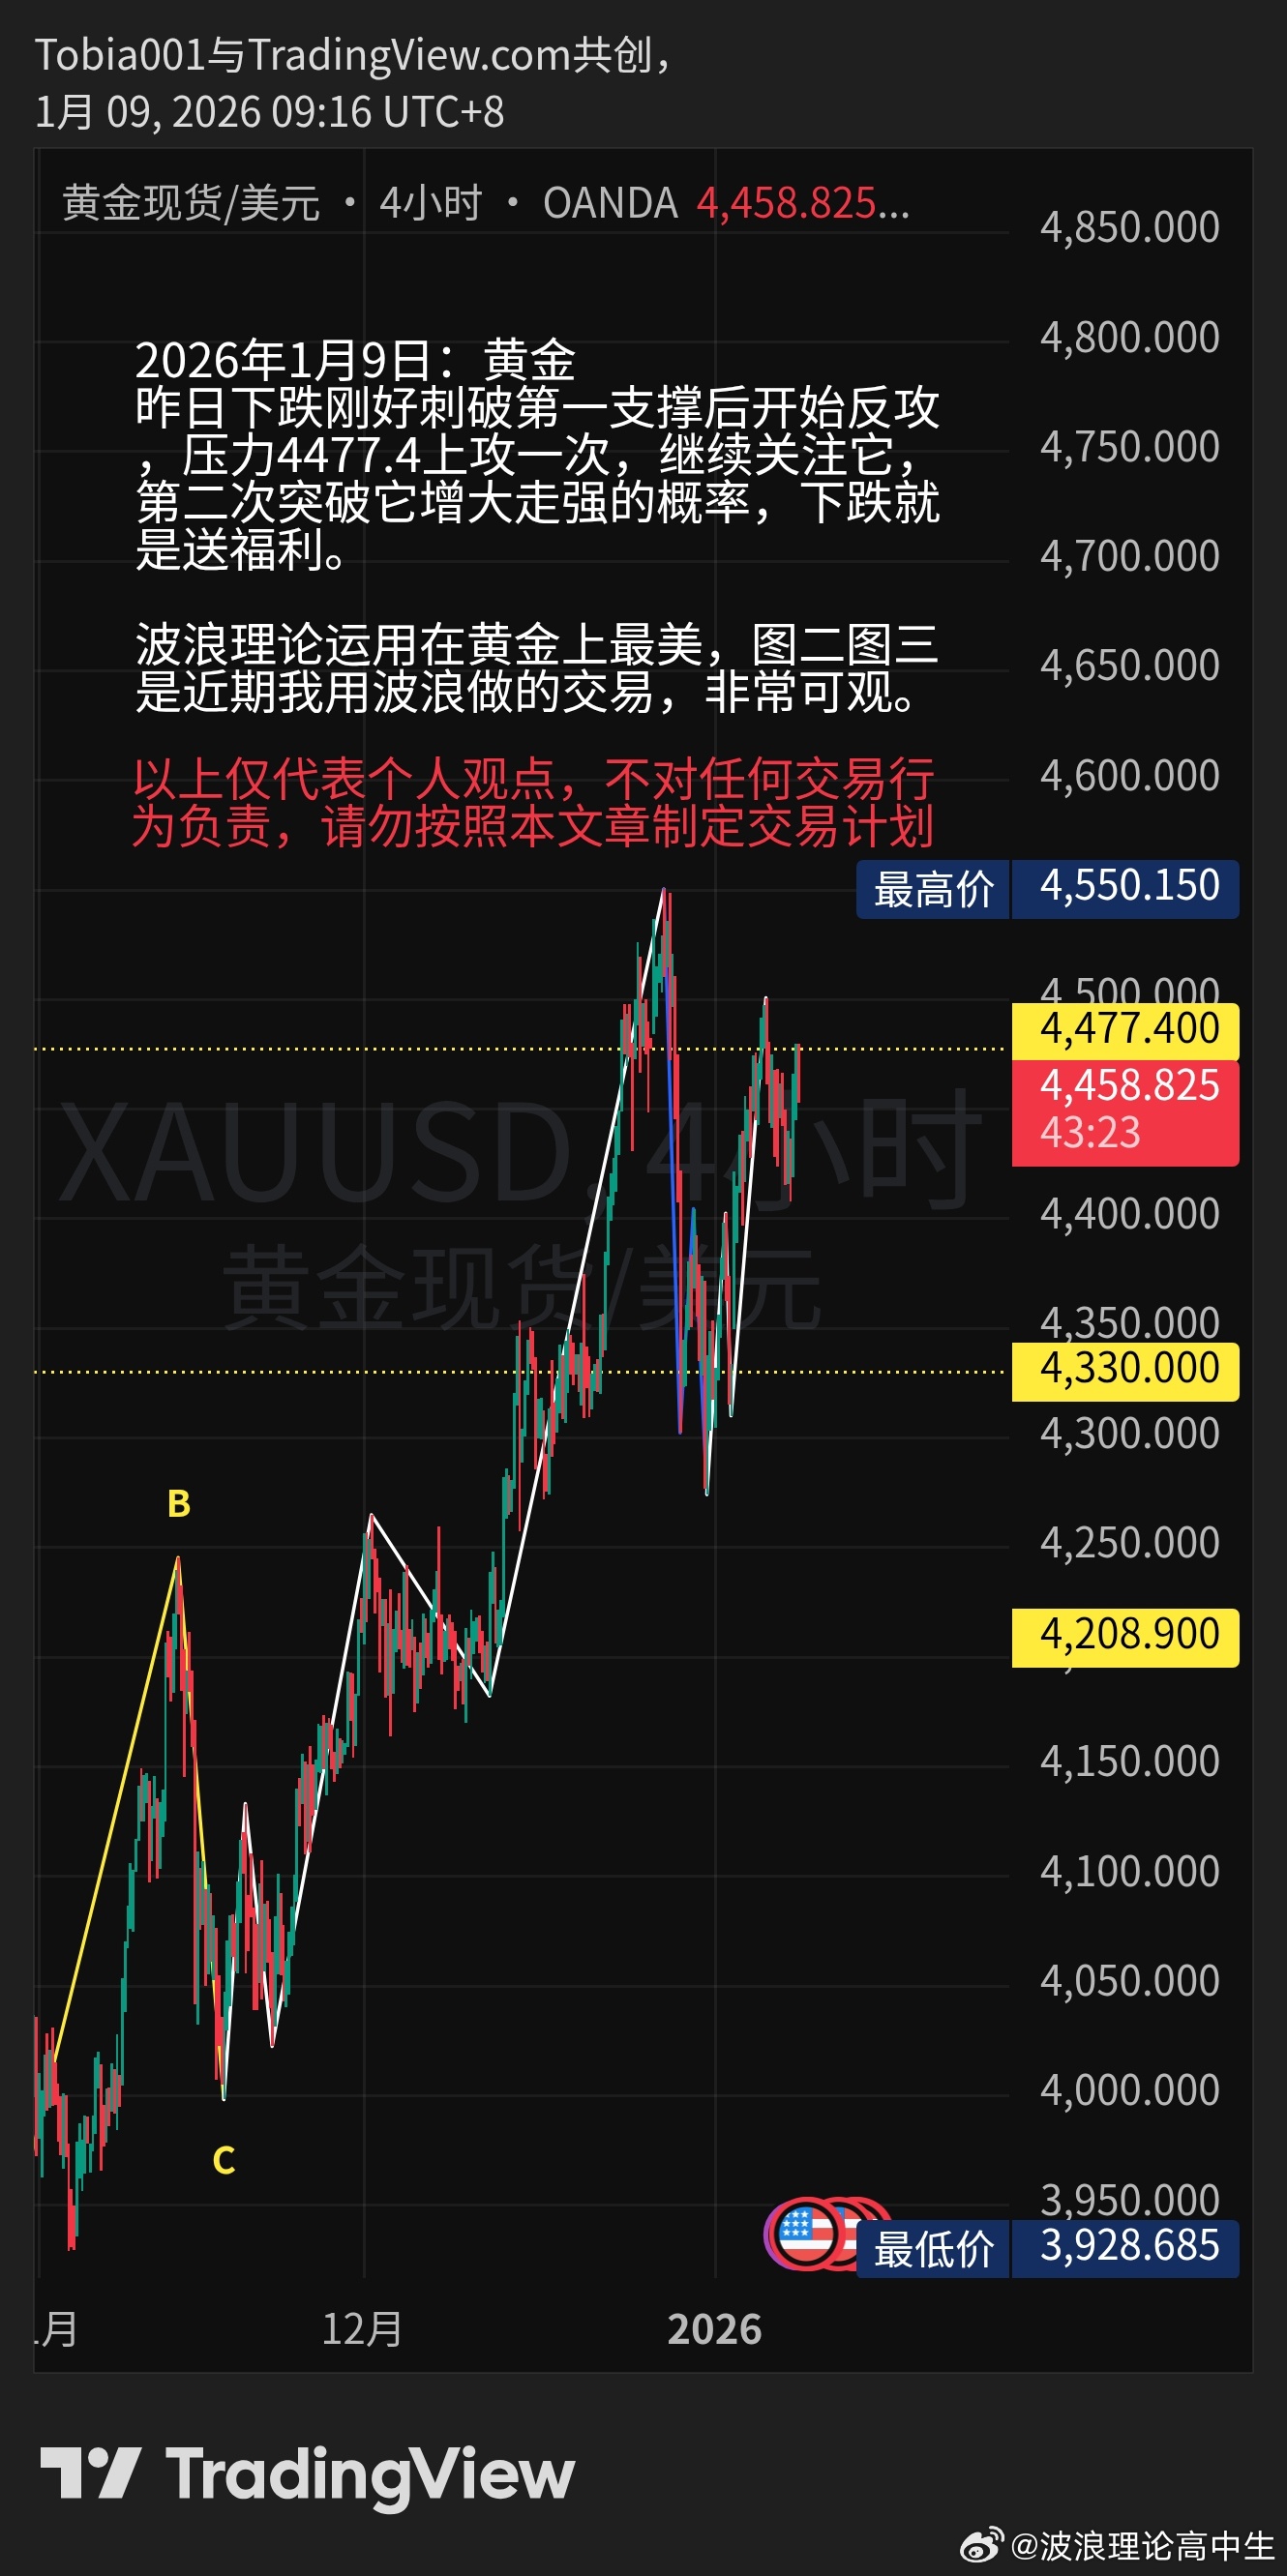 Tobia001与TradingView.com共创，
1月 09, 2026 09:16 UTC+8
黄金现货/美元 · 4小时 · OANDA 4,458.825...
4,850.000
4,800.000
2026年1月9日：黄金
昨日下跌刚好刺破第一支撑后开始反攻
，压力4477.4上攻一次，继续关注它，
第二次突破它增大走强的概率，下跌就
是送福利。
4,750.000
4,700.000
波浪理论运用在黄金上最美，图二图三
是近期我用波浪做的交易，非常可观。
4,650.000
以上仅代表个人观点，不对任何交易行
为负责，请勿按照本文章制定交易计划
4,600.000
最高价 4,550.150
4,500.000
4,477.400
4,458.825
43:23
XAUUSD, 4小时
黄金现货/美元
4,400.000
4,350.000
4,330.000
4,300.000
B
4,250.000
4,208.900
4,150.000
4,100.000
4,050.000
4,000.000
C
3,950.000
最低价 3,928.685
月 12月 2026
TradingView
@波浪理论高中生